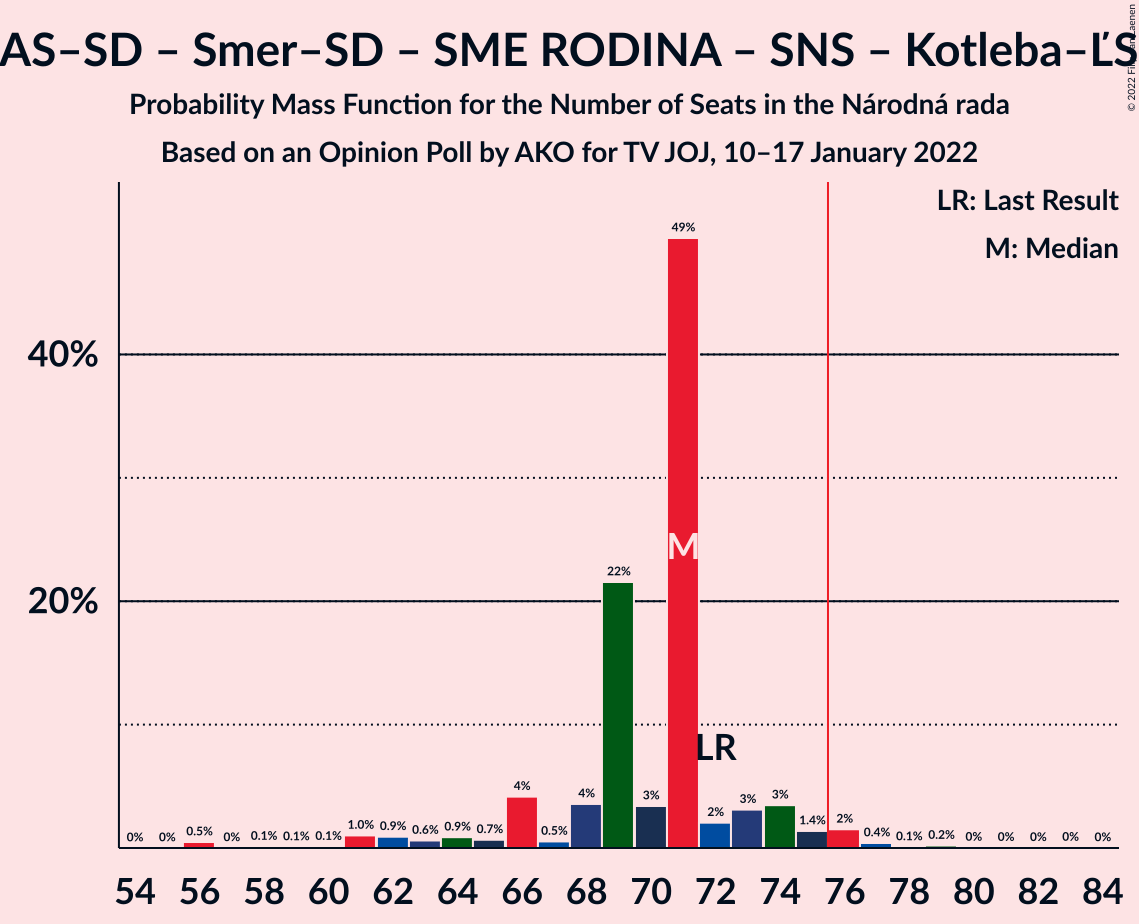 AS–SD – Smer–SD – SME RODINA – SNS – Kotleba–ĽS
Probability Mass Function for the Number of Seats in the Národná rada
Based on an Opinion Poll by AKO for TV JOJ, 10–17 January 2022
© 2022
LR: Last Result
M: Median
40%
20%
49%
22%
M
LR
0% 0% 0.5% 0% 0.1% 0.1% 0.1% 1.0% 0.9% 0.6% 0.9% 0.7% 4% 0.5% 4% 3% 2% 3% 3% 1.4% 2% 0.4% 0.1% 0.2% 0% 0% 0% 0% 0%
54 56 58 60 62 64 66 68 70 72 74 76 78 80 82 84